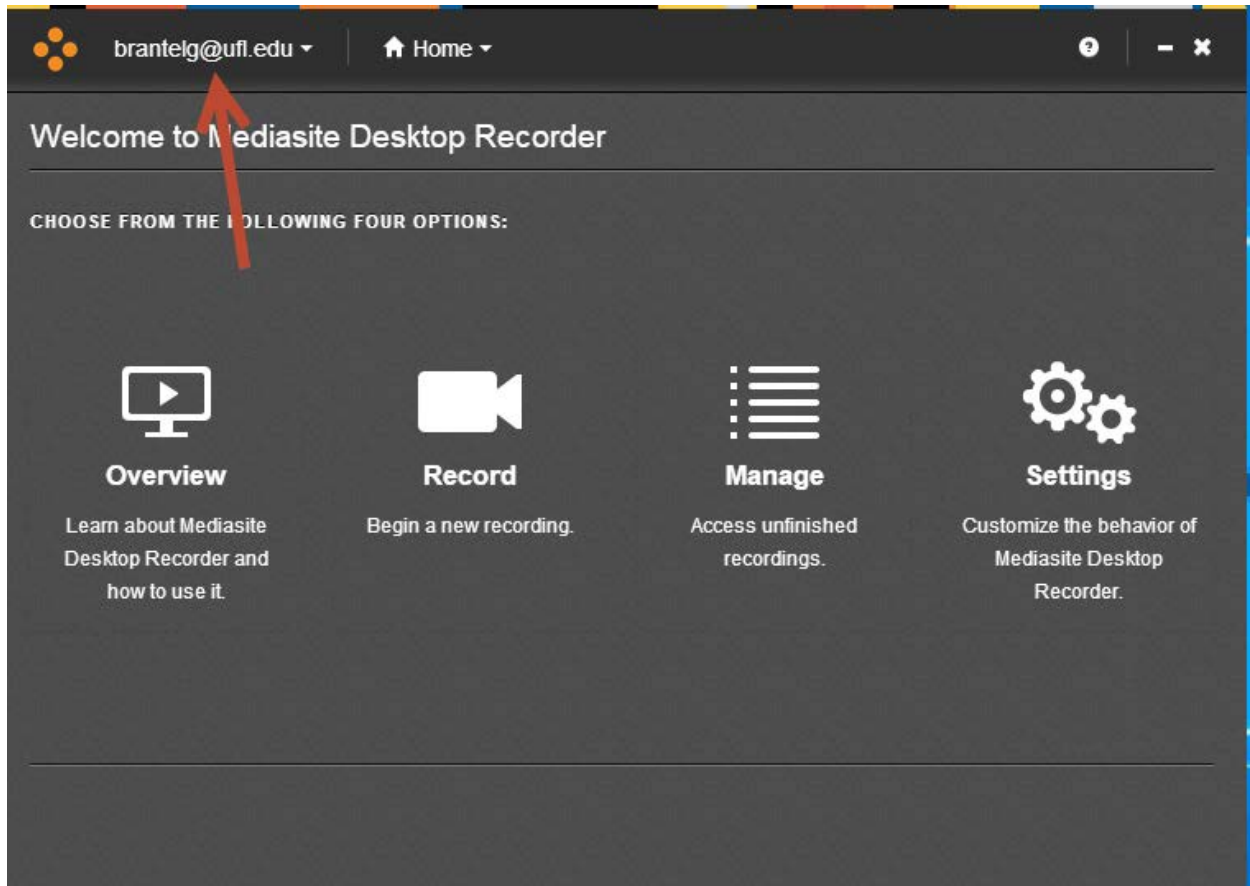 brantelg@ufl.edu Home
Welcome to Mediasite Desktop Recorder
CHOOSE FROM THE FOLLOWING FOUR OPTIONS:
Overview
Learn about Mediasite
Desktop Recorder and
how to use it.
Record
Begin a new recording.
Manage
Access unfinished
recordings.
Settings
Customize the behavior of
Mediasite Desktop
Recorder.